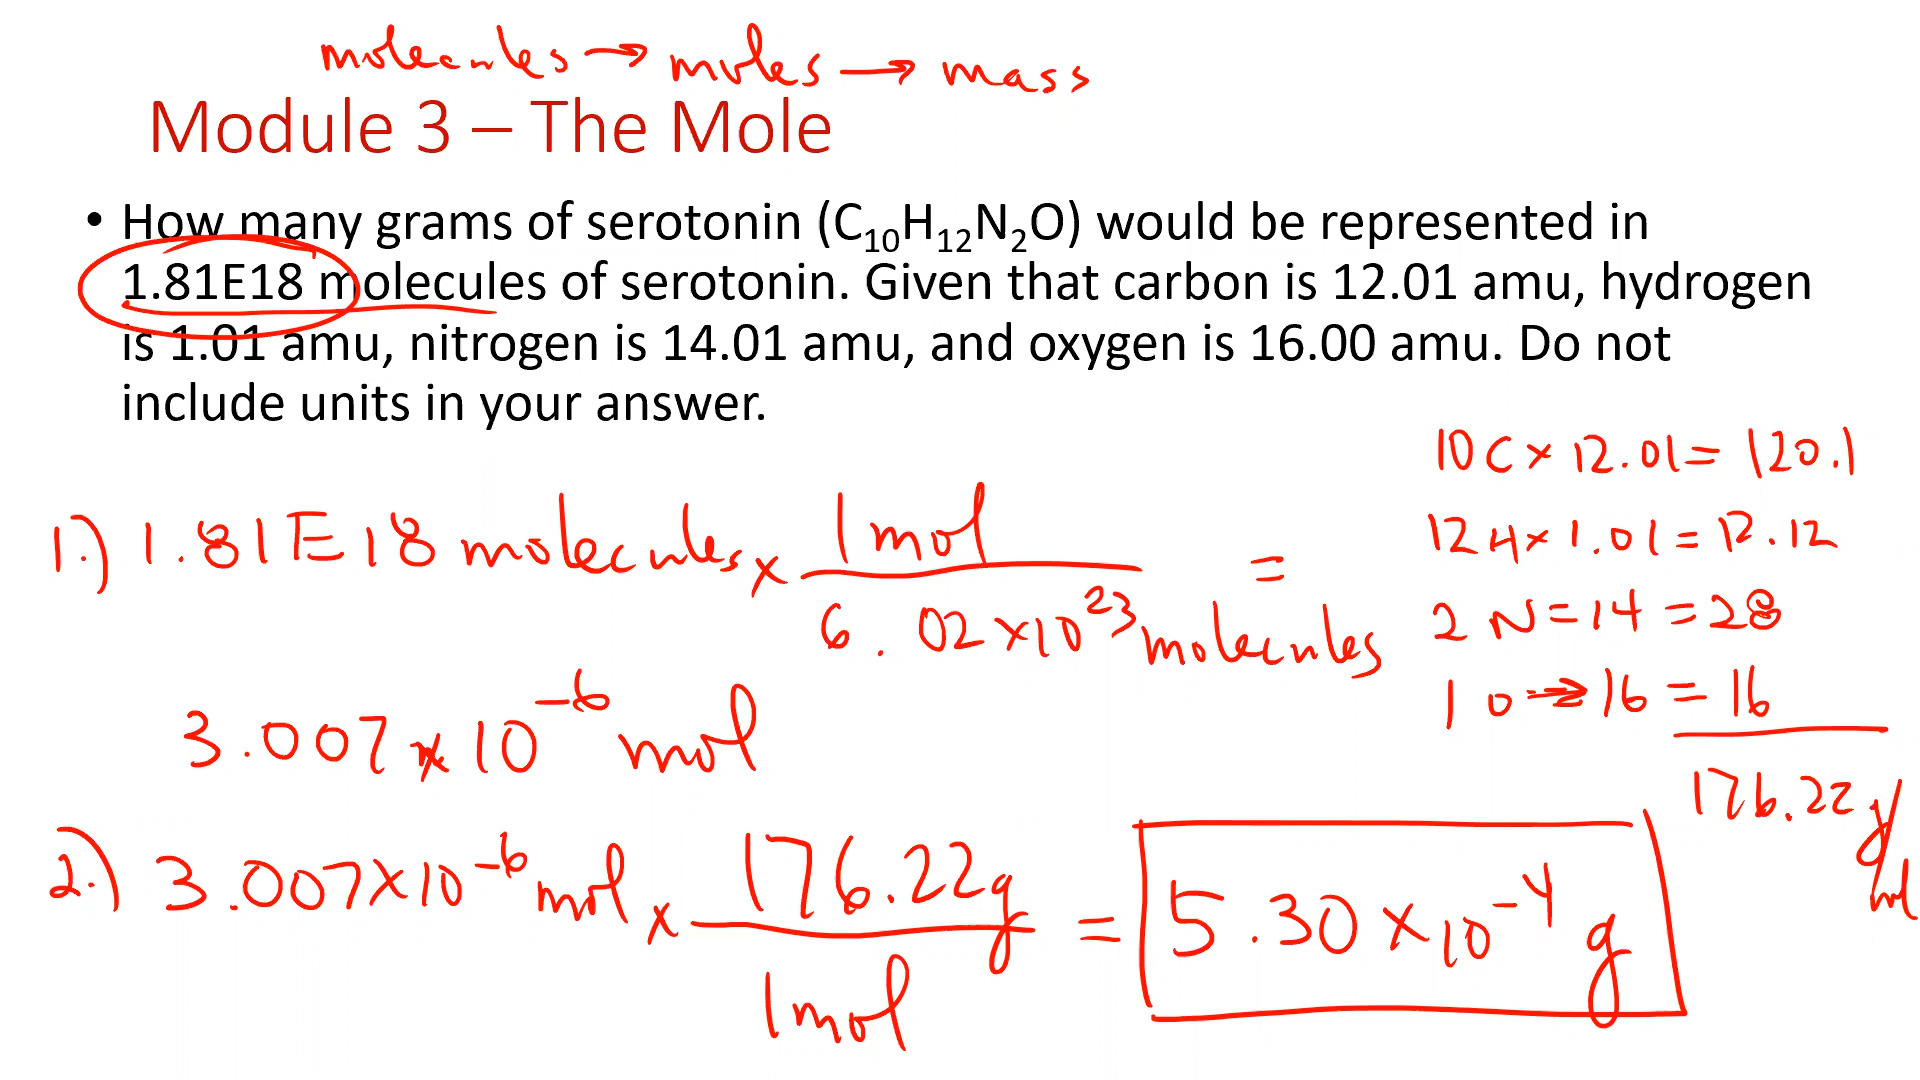 molecules → moles → mass
Module 3 – The Mole
• How many grams of serotonin (C₁₀H₁₂N₂O) would be represented in
1.81E18 molecules of serotonin. Given that carbon is 12.01 amu, hydrogen
is 1.01 amu, nitrogen is 14.01 amu, and oxygen is 16.00 amu. Do not
include units in your answer.
10 C × 12.01 = 120.1
12 H × 1.01 = 12.12
2 N = 14 = 28
1 O → 16 = 16
176.22 g/mol
1.) 1.81E18 molecules × 1 mol / 6.02 × 10²³ molecules =
3.007 × 10⁻⁶ mol
2.) 3.007 × 10⁻⁶ mol × 176.22 g / 1 mol = 5.30 × 10⁻⁴ g